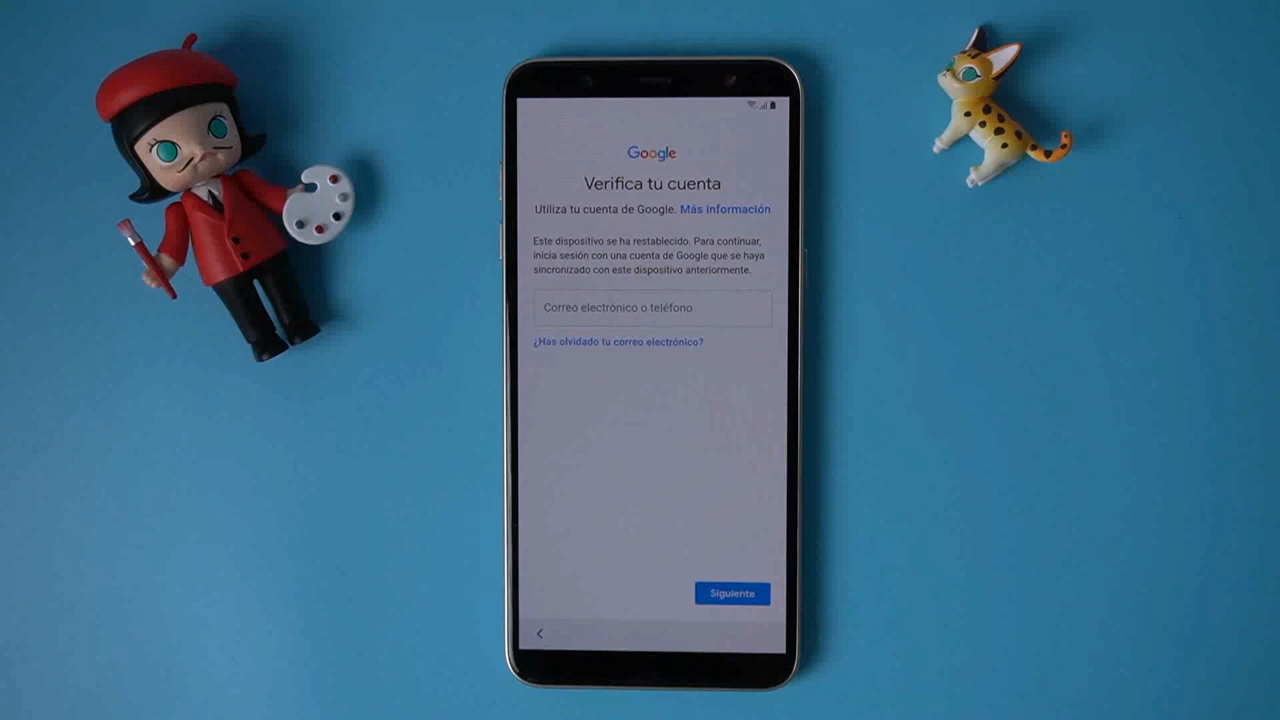 Google
Verifica tu cuenta
Utiliza tu cuenta de Google. Más información
Este dispositivo se ha restablecido. Para continuar,
inicia sesión con una cuenta de Google que se haya
sincronizado con este dispositivo anteriormente.
Correo electrónico o teléfono
¿Has olvidado tu correo electrónico?
Siguiente